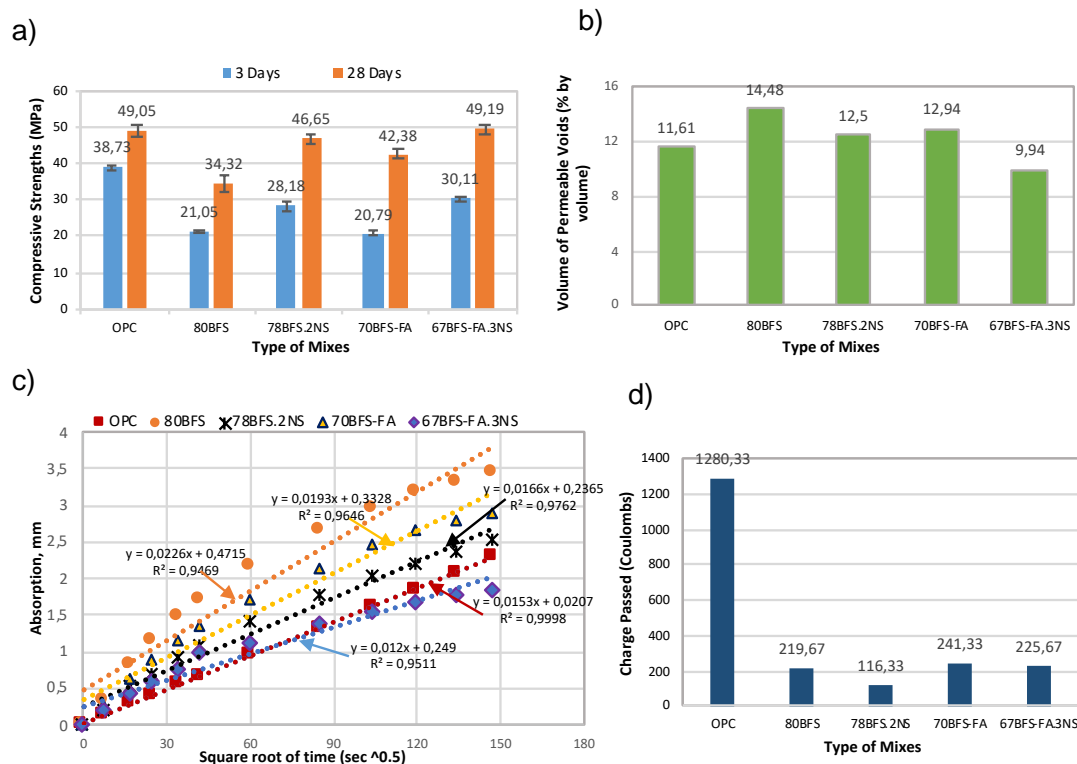 a)
3 Days 28 Days
Compressive Strengths (MPa)
60
50
40
30
20
10
0
38,73 49,05
21,05 34,32
28,18 46,65
20,79 42,38
30,11 49,19
OPC 80BFS 78BFS.2NS 70BFS-FA 67BFS-FA.3NS
Type of Mixes
b)
Volume of Permeable Voids (% by
volume)
16
12
8
4
0
11,61 14,48 12,5 12,94 9,94
OPC 80BFS 78BFS.2NS 70BFS-FA 67BFS-FA.3NS
Type of Mixes
c)
OPC 80BFS 78BFS.2NS 70BFS-FA 67BFS-FA.3NS
Absorption, mm
4
3,5
3
2,5
2
1,5
1
0,5
0
y = 0,0193x + 0,3328
R² = 0,9646
y = 0,0166x + 0,2365
R² = 0,9762
y = 0,0226x + 0,4715
R² = 0,9469
y = 0,0153x + 0,0207
R² = 0,9998
y = 0,012x + 0,249
R² = 0,9511
0 30 60 90 120 150 180
Square root of time (sec ^0.5)
d)
Charge Passed (Coulombs)
1400
1200
1000
800
600
400
200
0
1280,33
219,67 116,33 241,33 225,67
OPC 80BFS 78BFS.2NS 70BFS-FA 67BFS-FA.3NS
Type of Mixes